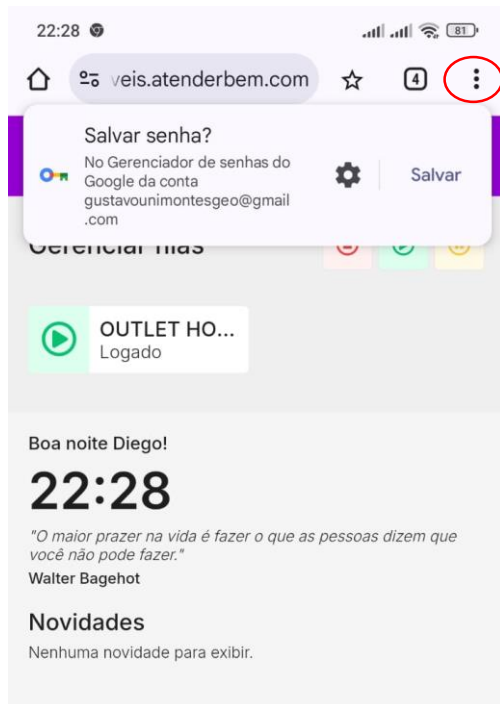 22:28
81
veis.atenderbem.com
4
Salvar senha?
No Gerenciador de senhas do
Google da conta
gustavounimontesgeo@gmail
.com
Salvar
Gerenciar filas
OUTLET HO...
Logado
Boa noite Diego!
22:28
"O maior prazer na vida é fazer o que as pessoas dizem que
você não pode fazer."
Walter Bagehot
Novidades
Nenhuma novidade para exibir.